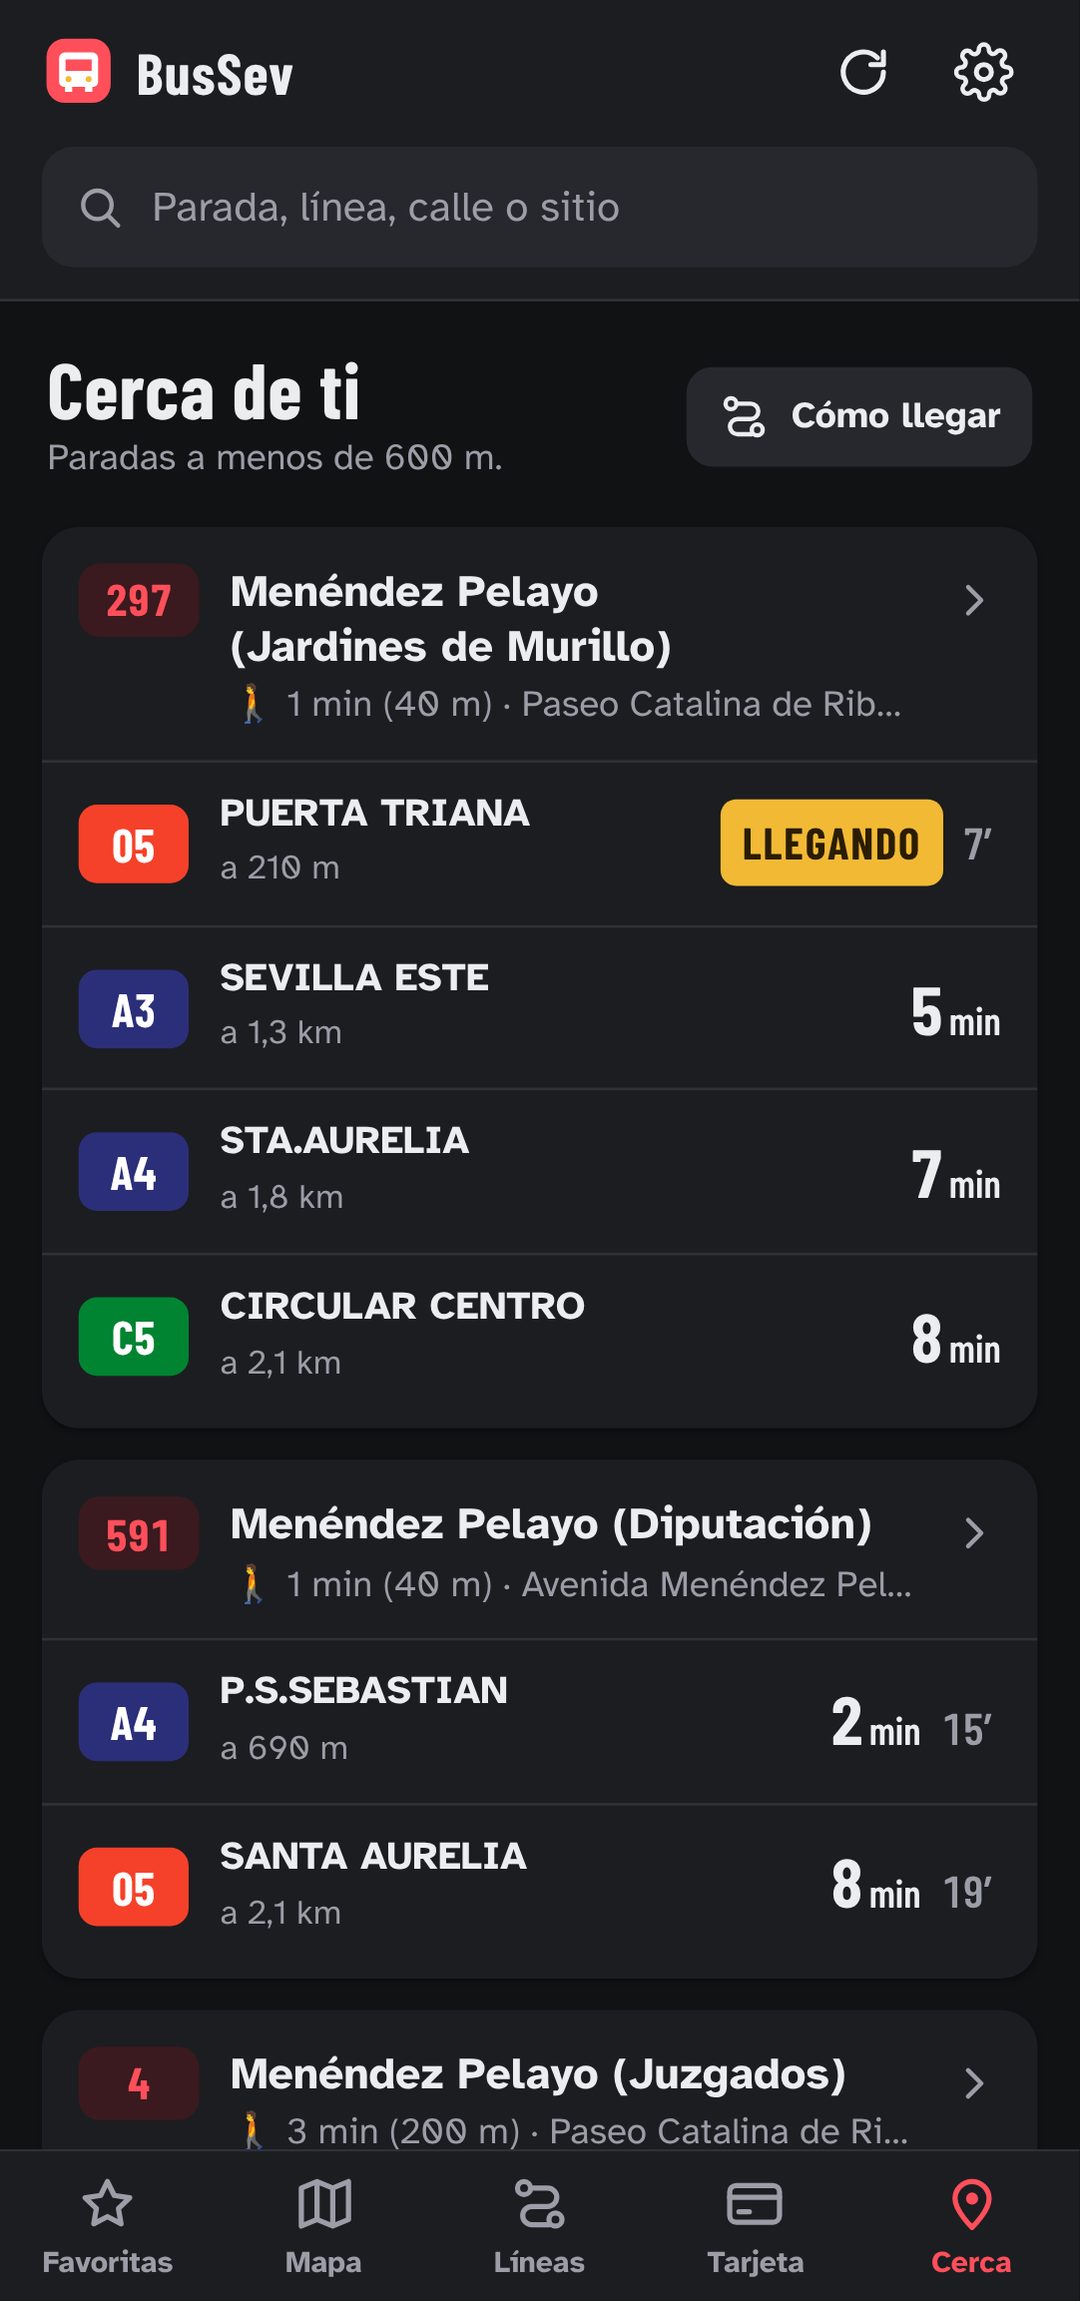 BusSev
Parada, línea, calle o sitio
Cerca de ti
Paradas a menos de 600 m.
Cómo llegar
297
Menéndez Pelayo
(Jardines de Murillo)
1 min (40 m) · Paseo Catalina de Rib...
05
PUERTA TRIANA
a 210 m
LLEGANDO 7′
A3
SEVILLA ESTE
a 1,3 km
5 min
A4
STA.AURELIA
a 1,8 km
7 min
C5
CIRCULAR CENTRO
a 2,1 km
8 min
591
Menéndez Pelayo (Diputación)
1 min (40 m) · Avenida Menéndez Pel...
A4
P.S.SEBASTIAN
a 690 m
2 min 15′
05
SANTA AURELIA
a 2,1 km
8 min 19′
4
Menéndez Pelayo (Juzgados)
3 min (200 m) · Paseo Catalina de Ri...
Favoritas
Mapa
Líneas
Tarjeta
Cerca